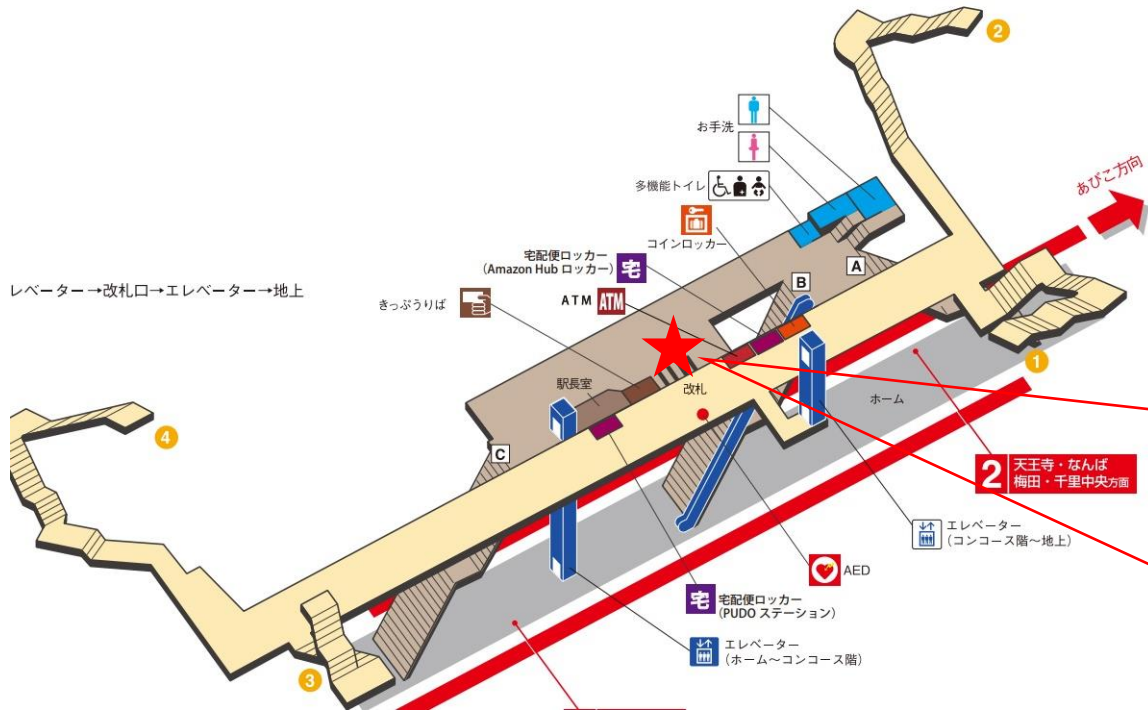 2
お手洗
あびこ方向
多機能トイレ
コインロッカー
宅配便ロッカー
(Amazon Hub ロッカー)
宅
A
B
レベーター→改札口→エレベーター→地上
きっぷうりば
ATM
ATM
駅長室
改札
ホーム
1
4
C
2
天王寺・なんば
梅田・千里中央方面
エレベーター
(コンコース階～地上)
AED
宅
宅配便ロッカー
(PUDO ステーション)
エレベーター
(ホーム～コンコース階)
3